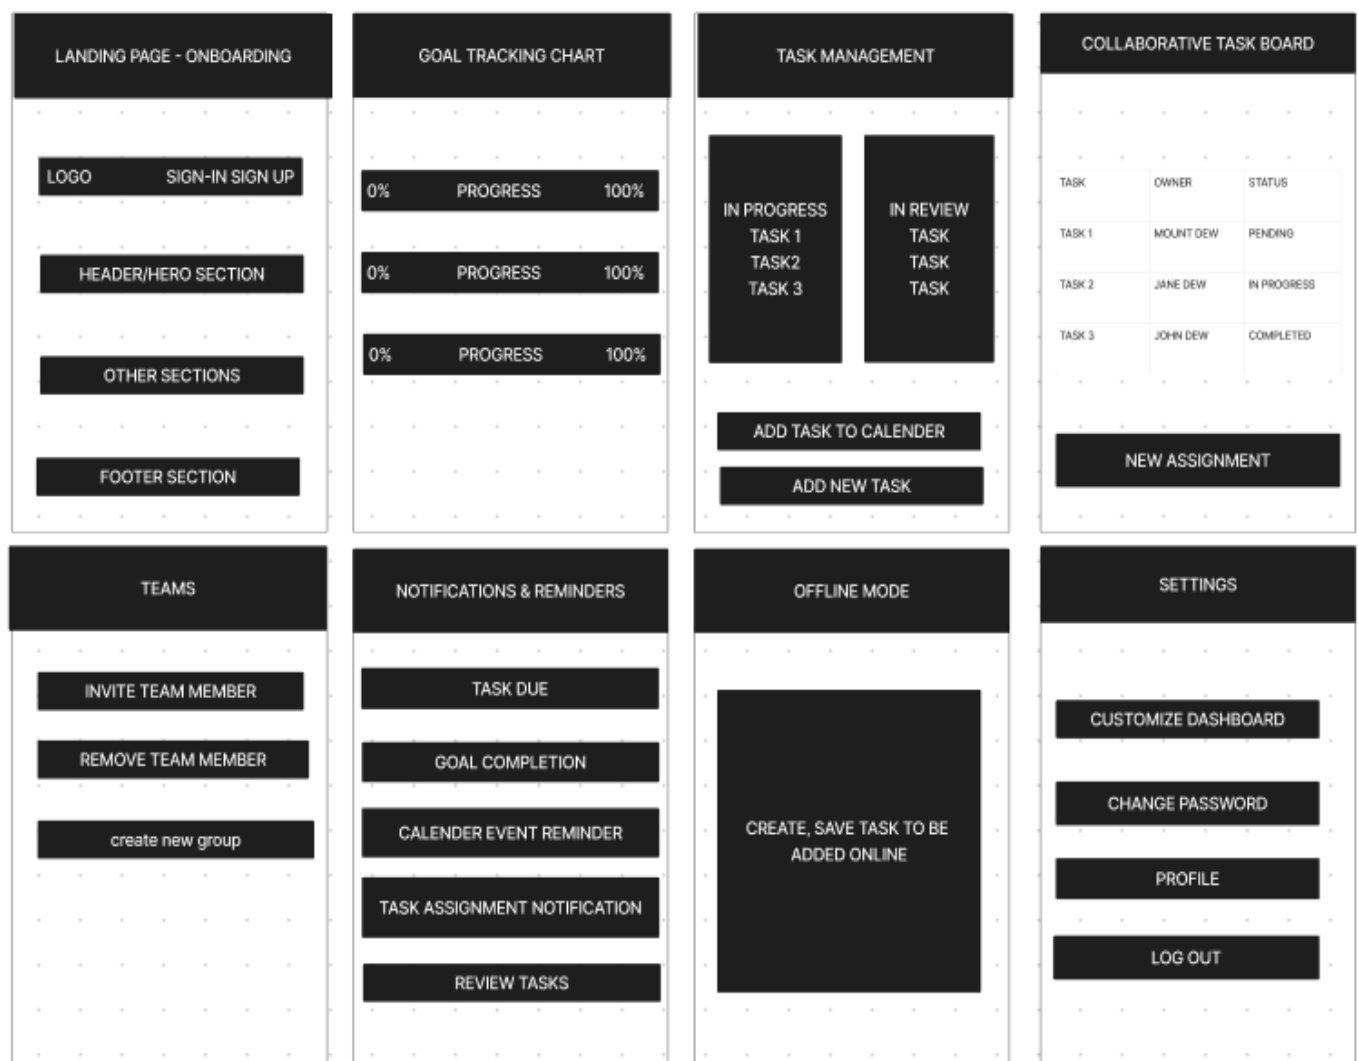 LANDING PAGE - ONBOARDING
LOGO SIGN-IN SIGN UP
HEADER/HERO SECTION
OTHER SECTIONS
FOOTER SECTION
GOAL TRACKING CHART
0% PROGRESS 100%
0% PROGRESS 100%
0% PROGRESS 100%
TASK MANAGEMENT
IN PROGRESS
TASK 1
TASK2
TASK 3
IN REVIEW
TASK
TASK
TASK
ADD TASK TO CALENDER
ADD NEW TASK
COLLABORATIVE TASK BOARD
TASK OWNER STATUS
TASK 1 MOUNT DEW PENDING
TASK 2 JANE DEW IN PROGRESS
TASK 3 JOHN DEW COMPLETED
NEW ASSIGNMENT
TEAMS
INVITE TEAM MEMBER
REMOVE TEAM MEMBER
create new group
NOTIFICATIONS & REMINDERS
TASK DUE
GOAL COMPLETION
CALENDER EVENT REMINDER
TASK ASSIGNMENT NOTIFICATION
REVIEW TASKS
OFFLINE MODE
CREATE, SAVE TASK TO BE
ADDED ONLINE
SETTINGS
CUSTOMIZE DASHBOARD
CHANGE PASSWORD
PROFILE
LOG OUT